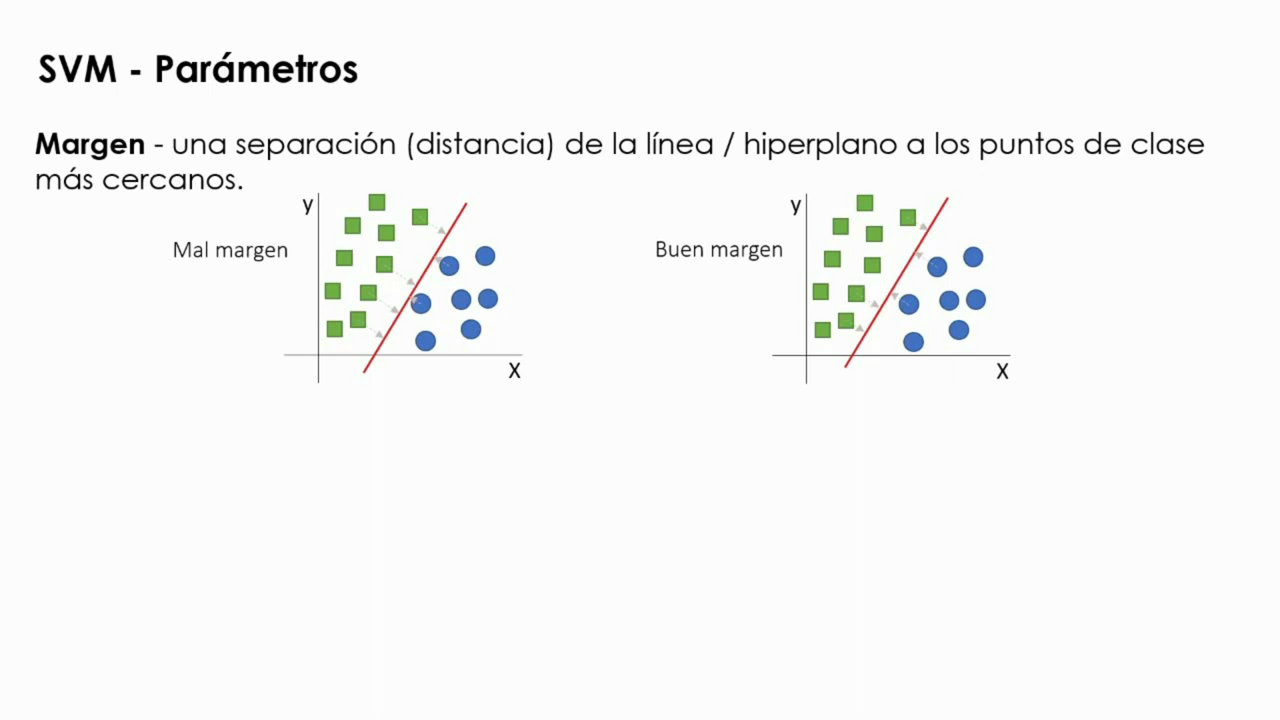 SVM - Parámetros
Margen - una separación (distancia) de la línea / hiperplano a los puntos de clase
más cercanos.
y
Mal margen
X
y
Buen margen
X